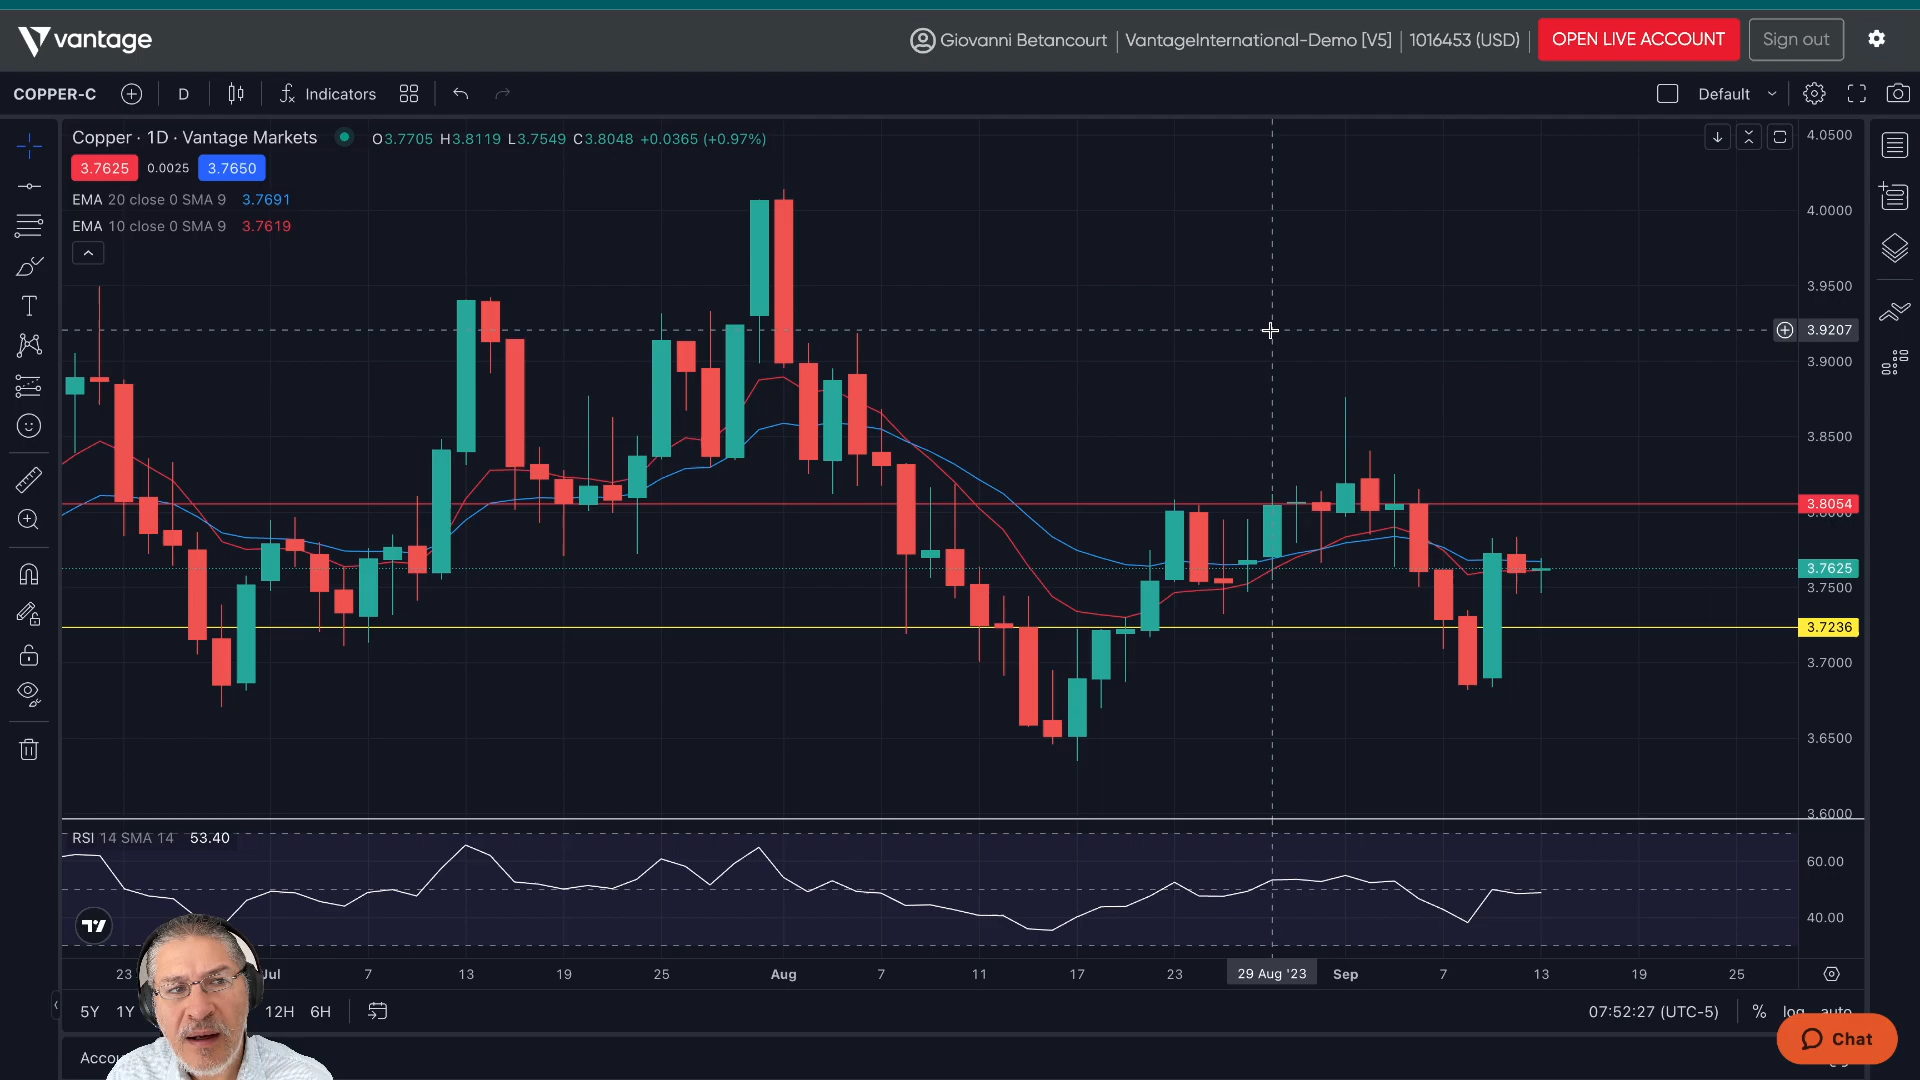 vantage
Giovanni Betancourt | VantageInternational-Demo [V5] | 1016453 (USD) | OPEN LIVE ACCOUNT Sign out
COPPER-C D Indicators Default
Copper · 1D · Vantage Markets O3.7705 H3.8119 L3.7549 C3.8048 +0.0365 (+0.97%)
3.7625 0.0025 3.7650
EMA 20 close 0 SMA 9 3.7691
EMA 10 close 0 SMA 9 3.7619
4.0500
4.0000
3.9500
3.9207
3.9000
3.8500
3.8054
3.8000
3.7625
3.7500
3.7236
3.7000
3.6500
3.6000
RSI 14 SMA 14 53.40
60.00
40.00
23 Jul 7 13 19 25 Aug 7 11 17 23 29 Aug '23 Sep 7 13 19 25
5Y 1Y 12H 6H 07:52:27 (UTC-5) % log auto
Chat